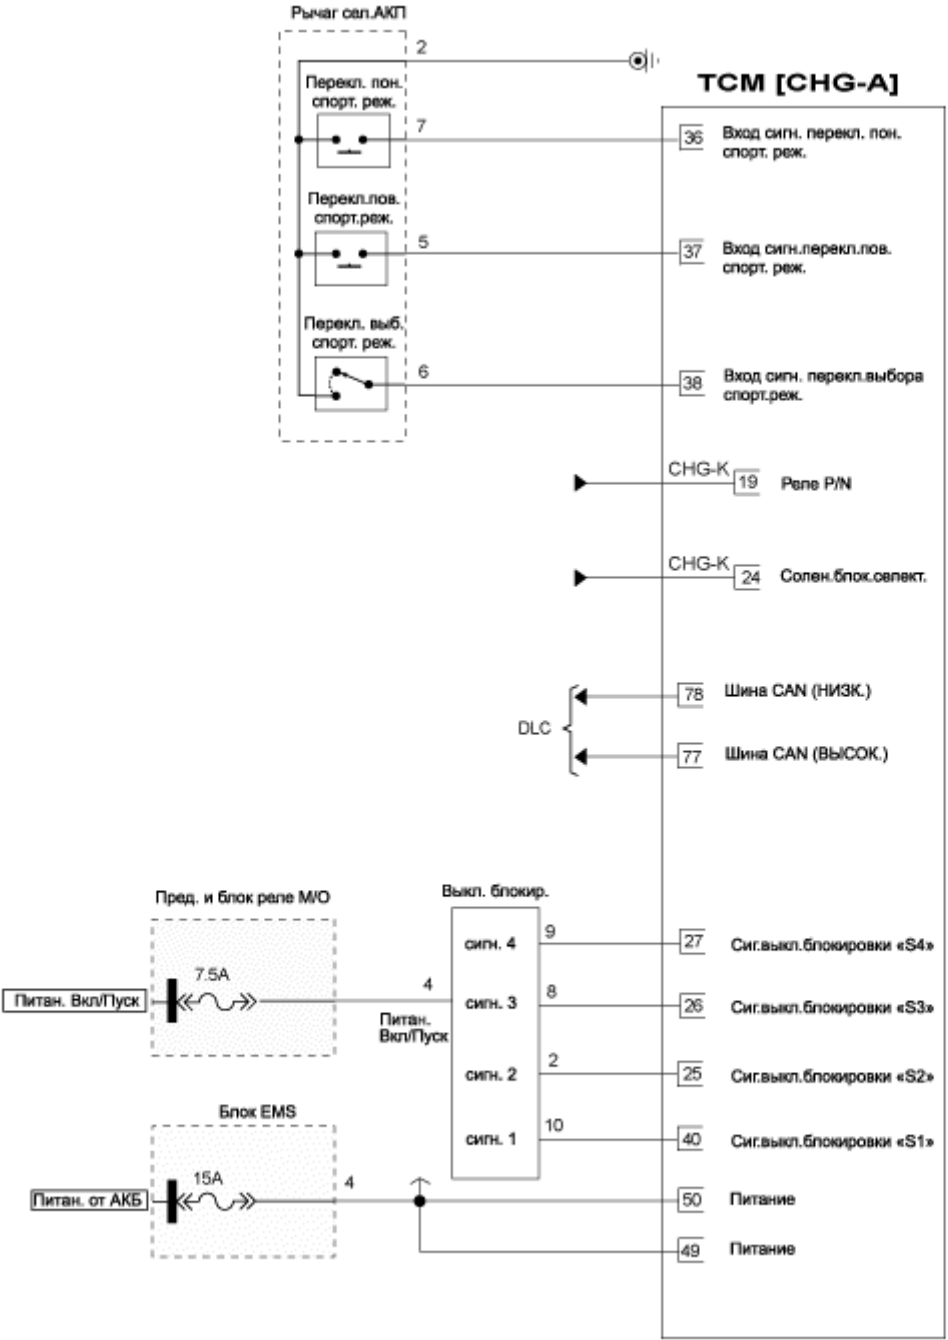 Рычаг сел.АКП
2
TCM [CHG-A]
Перекл. пон.
спорт. реж.
7
36
Вход сигн. перекл. пон.
спорт. реж.
Перекл.пов.
спорт.реж.
5
37
Вход сигн.перекл.пов.
спорт. реж.
Перекл. выб.
спорт. реж.
6
38
Вход сигн. перекл.выбора
спорт.реж.
CHG-K
19
Реле P/N
CHG-K
24
Солен.блок.селект.
DLC
78
Шина CAN (НИЗК.)
77
Шина CAN (ВЫСОК.)
Выкл. блокир.
Пред. и блок реле М/О
сигн. 4
9
27
Сиг.выкл.блокировки «S4»
7.5A
Питан. Вкл/Пуск
4
Питан.
Вкл/Пуск
сигн. 3
8
26
Сиг.выкл.блокировки «S3»
сигн. 2
2
25
Сиг.выкл.блокировки «S2»
Блок EMS
сигн. 1
10
40
Сиг.выкл.блокировки «S1»
15A
Питан. от АКБ
4
50
Питание
49
Питание